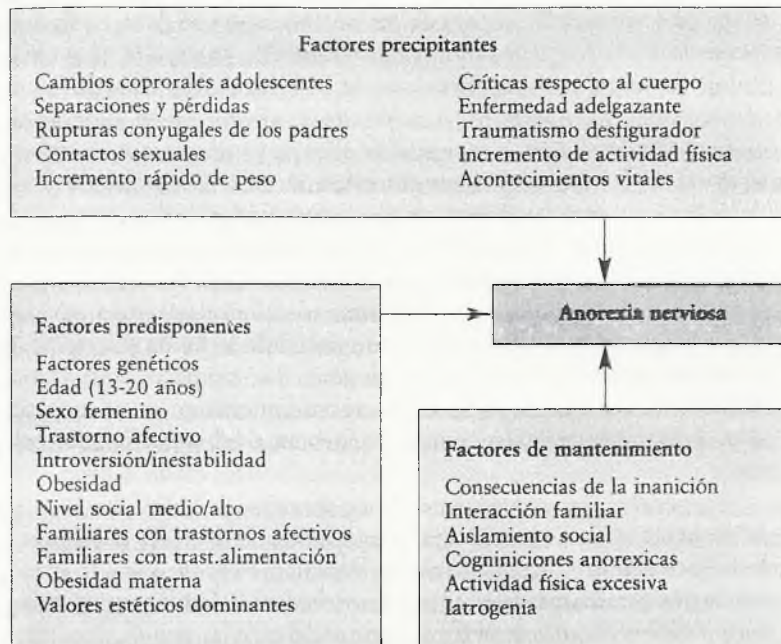 Factores precipitantes
Cambios coprorales adolescentes
Separaciones y pérdidas
Rupturas conyugales de los padres
Contactos sexuales
Incremento rápido de peso
Críticas respecto al cuerpo
Enfermedad adelgazante
Traumatismo desfigurador
Incremento de actividad física
Acontecimientos vitales
Anorexia nerviosa
Factores predisponentes
Factores genéticos
Edad (13-20 años)
Sexo femenino
Trastorno afectivo
Introversión/inestabilidad
Obesidad
Nivel social medio/alto
Familiares con trastornos afectivos
Familiares con trast.alimentación
Obesidad materna
Valores estéticos dominantes
Factores de mantenimiento
Consecuencias de la inanición
Interacción familiar
Aislamiento social
Cogniniciones anotexicas
Actividad física excesiva
Iatrogenia